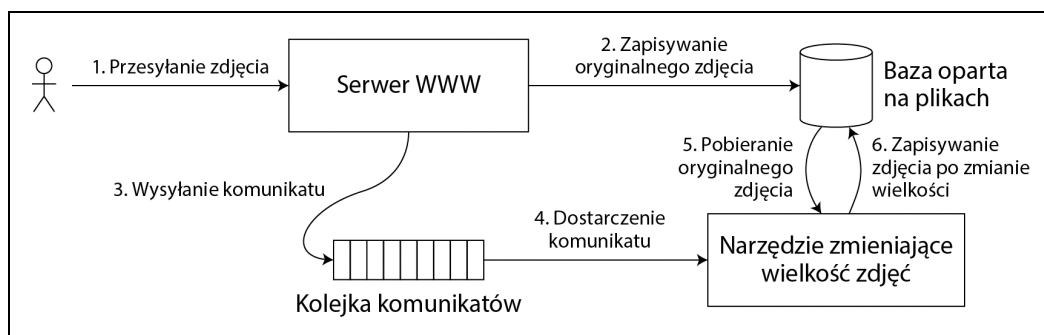 1. Przesyłanie zdjęcia
Serwer WWW
2. Zapisywanie
oryginalnego zdjęcia
Baza oparta
na plikach
3. Wysyłanie komunikatu
Kolejka komunikatów
4. Dostarczenie
komunikatu
5. Pobieranie
oryginalnego
zdjęcia
6. Zapisywanie
zdjęcia po zmianie
wielkości
Narzędzie zmieniające
wielkość zdjęć